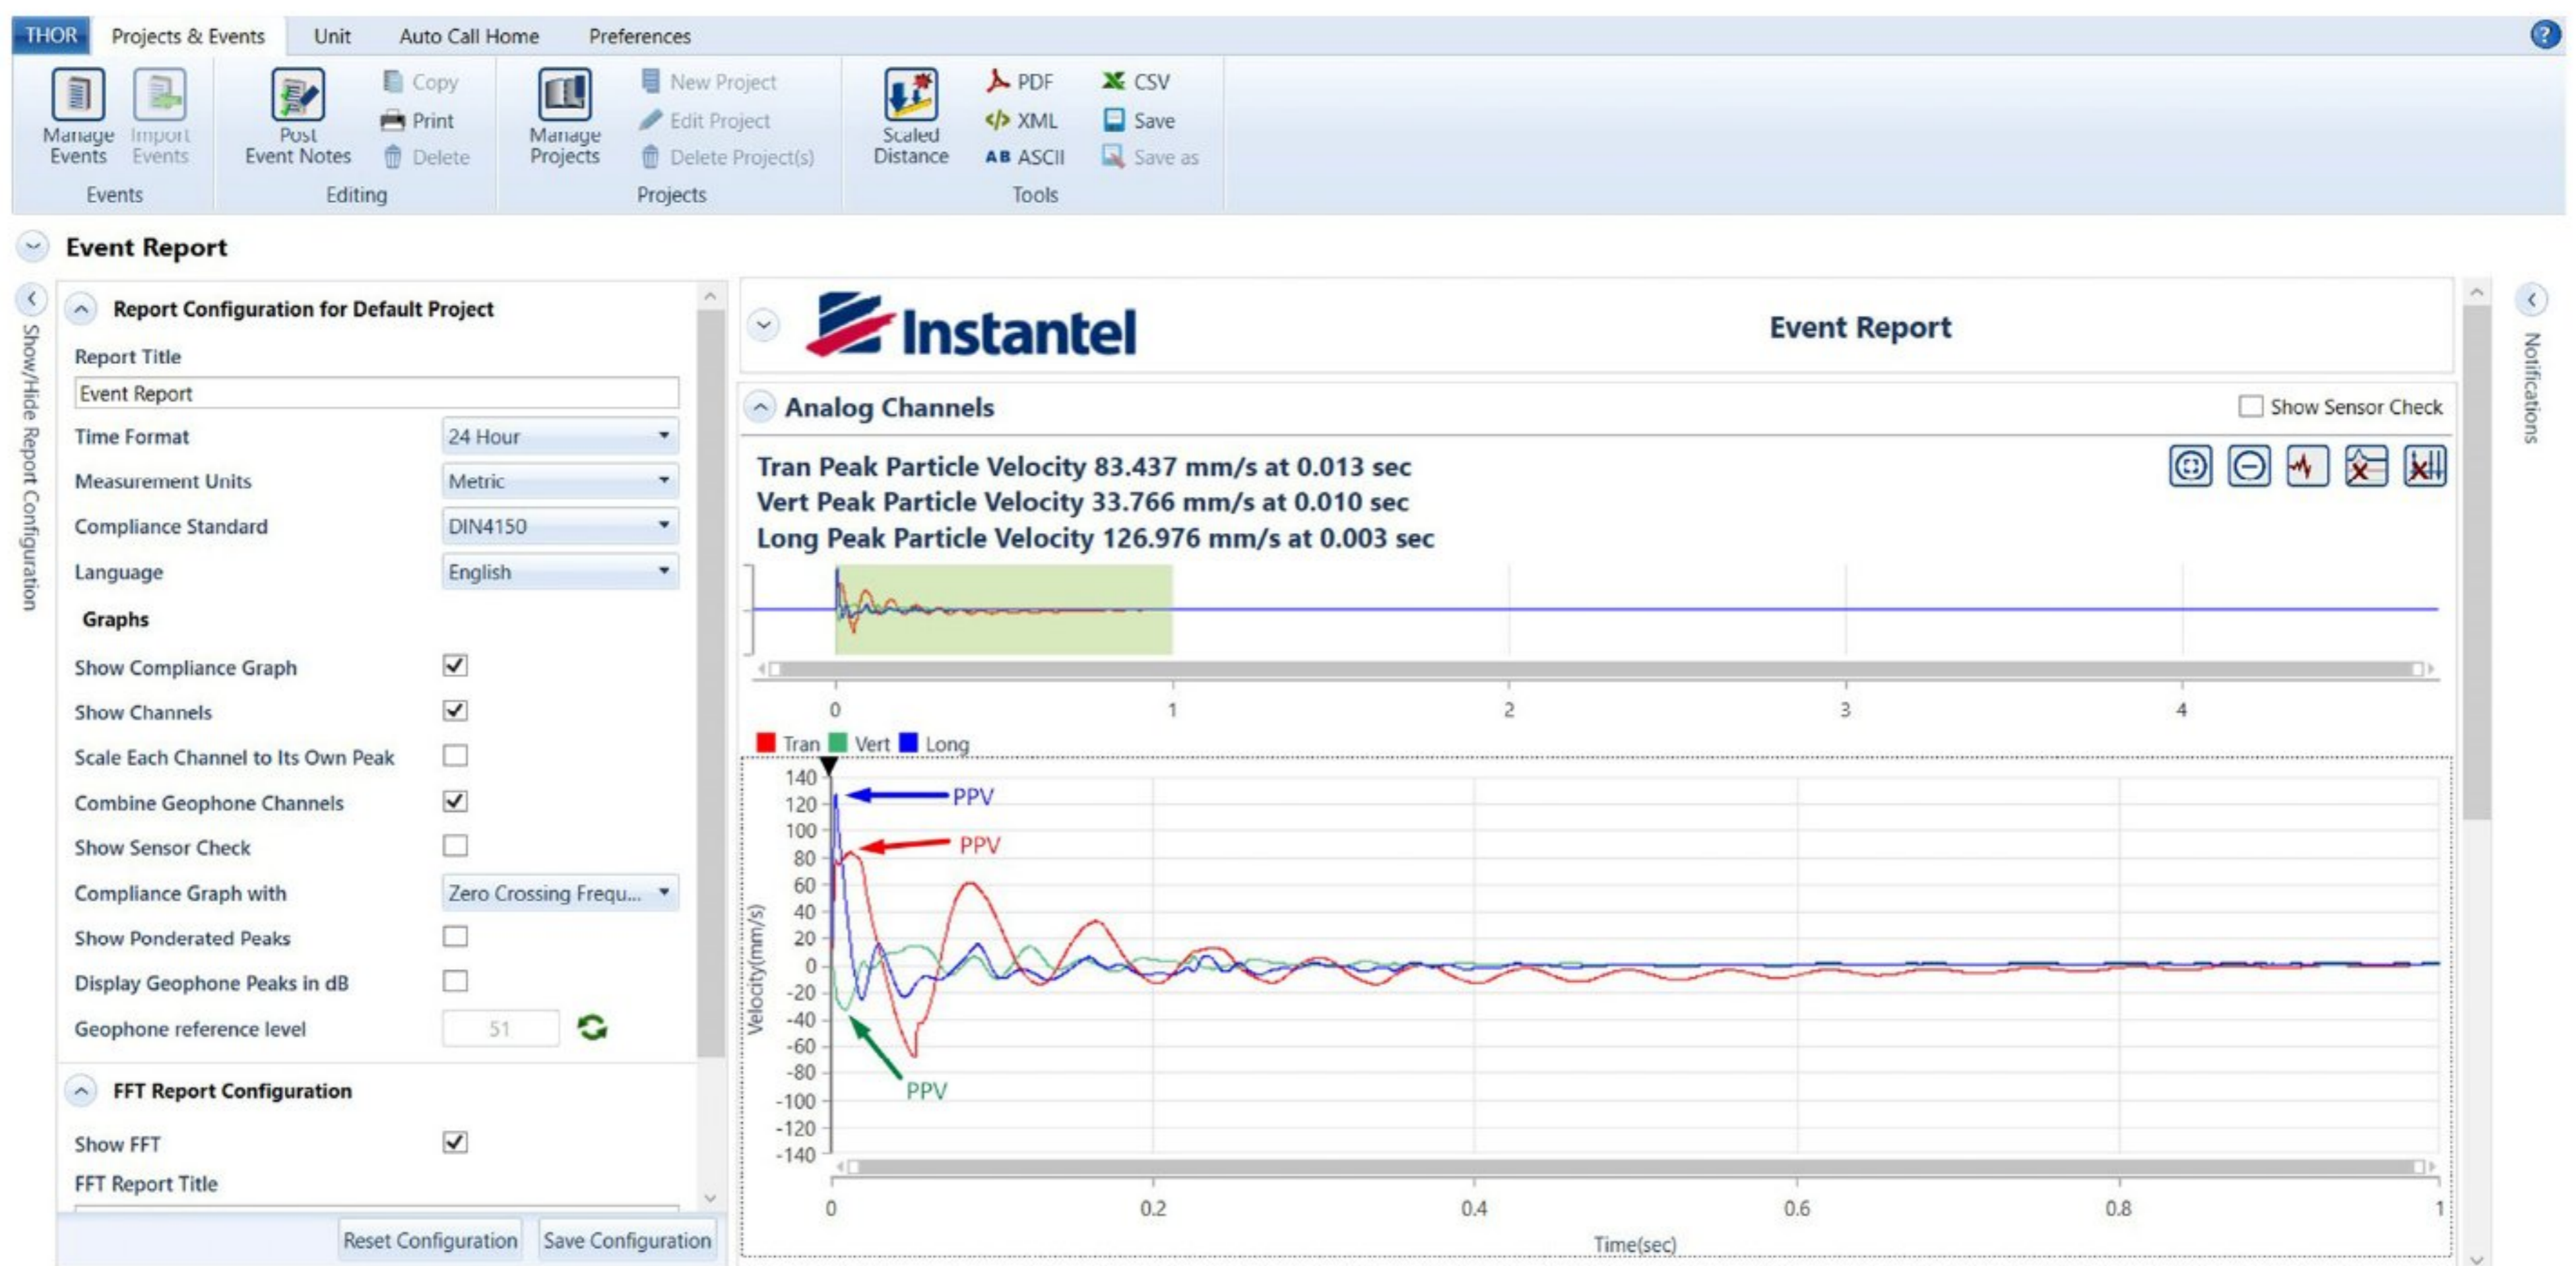 THOR Projects & Events Unit Auto Call Home Preferences ?
Manage Events
Import Events
Events
Post Event Notes
Copy
Print
Delete
Editing
Manage Projects
New Project
Edit Project
Delete Project(s)
Projects
Scaled Distance
PDF
XML
AB ASCII
CSV
Save
Save as
Tools
Event Report
Show/Hide Report Configuration
Report Configuration for Default Project
Report Title
Event Report
Time Format 24 Hour
Measurement Units Metric
Compliance Standard DIN4150
Language English
Graphs
Show Compliance Graph
Show Channels
Scale Each Channel to Its Own Peak
Combine Geophone Channels
Show Sensor Check
Compliance Graph with Zero Crossing Frequ...
Show Ponderated Peaks
Display Geophone Peaks in dB
Geophone reference level 51
FFT Report Configuration
Show FFT
FFT Report Title
Reset Configuration Save Configuration
Instantel
Event Report
Analog Channels Show Sensor Check
Tran Peak Particle Velocity 83.437 mm/s at 0.013 sec
Vert Peak Particle Velocity 33.766 mm/s at 0.010 sec
Long Peak Particle Velocity 126.976 mm/s at 0.003 sec
0 1 2 3 4
Tran Vert Long
140
120
100
80
60
40
20
0
-20
-40
-60
-80
-100
-120
-140
Velocity(mm/s)
PPV
PPV
PPV
0 0.2 0.4 0.6 0.8 1
Time(sec)
Notifications